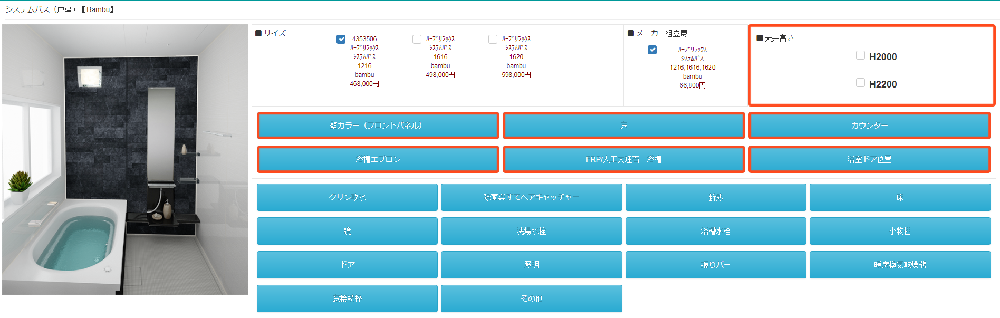 システムバス（戸建）【Bambu】
■サイズ
4353506
ﾊｰﾌﾞﾘﾗｯｸｽ
ｼｽﾃﾑﾊﾞｽ
1216
bambu
468,000円
ﾊｰﾌﾞﾘﾗｯｸｽ
ｼｽﾃﾑﾊﾞｽ
1616
bambu
498,000円
ﾊｰﾌﾞﾘﾗｯｸｽ
ｼｽﾃﾑﾊﾞｽ
1620
bambu
598,000円
■メーカー組立費
ﾊｰﾌﾞﾘﾗｯｸｽ
ｼｽﾃﾑﾊﾞｽ
1216,1616,1620
bambu
66,800円
■天井高さ
H2000
H2200
壁カラー（フロントパネル）
床
カウンター
浴槽エプロン
FRP/人工大理石　浴槽
浴室ドア位置
クリン軟水
除菌楽すてヘアキャッチャー
断熱
床
鏡
洗場水栓
浴槽水栓
小物棚
ドア
照明
握りバー
暖房換気乾燥機
窓接続枠
その他